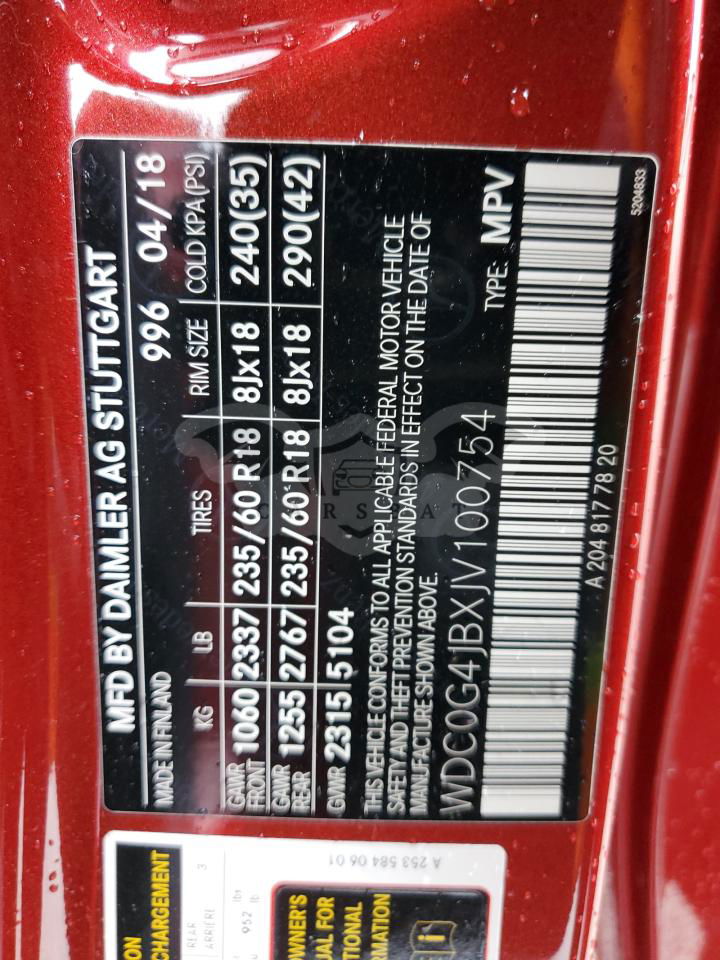 MFD BY DAIMLER AG STUTTGART
MADE IN FINLAND 996 04/18
KG LB TIRES RIM SIZE COLD KPA(PSI)
GAWR FRONT 1060 2337 235/60 R18 8Jx18 240(35)
GAWR REAR 1255 2767 235/60 R18 8Jx18 290(42)
GVWR 2315 5104
THIS VEHICLE CONFORMS TO ALL APPLICABLE FEDERAL MOTOR VEHICLE
SAFETY AND THEFT PREVENTION STANDARDS IN EFFECT ON THE DATE OF
MANUFACTURE SHOWN ABOVE.
WDC0G4JBXJV100754 TYPE: MPV
A 204 817 78 20
5204833
CHARGEMENT
REAR 3
ARRIÈRE
952 lb
A 253 584 06 01